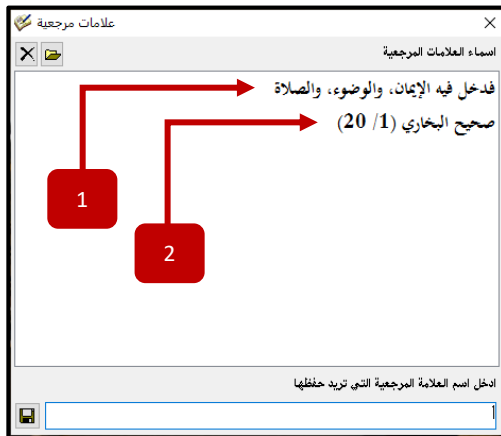 علامات مرجعية
اسماء العلامات المرجعية
فدخل فيه الإيمان، والوضوء، والصلاة
صحيح البخاري (1/ 20)
1
2
ادخل اسم العلامة المرجعية التي تريد حفظها